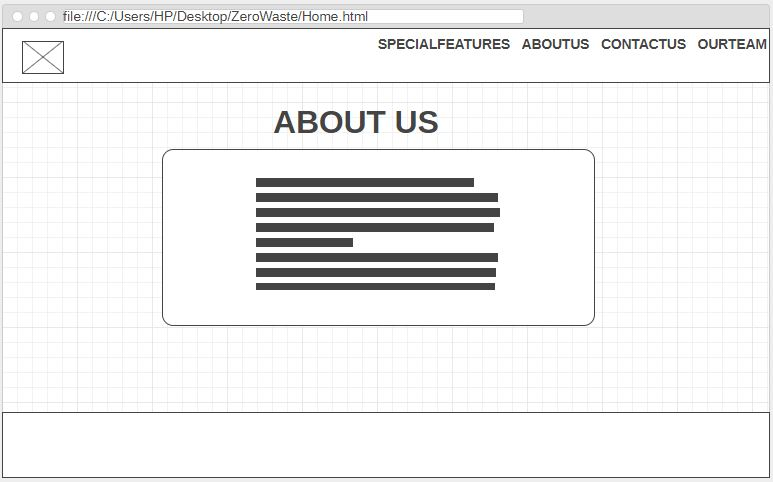 file:///C:/Users/HP/Desktop/ZeroWaste/Home.html
SPECIALFEATURES ABOUTUS CONTACTUS OURTEAM
ABOUT US